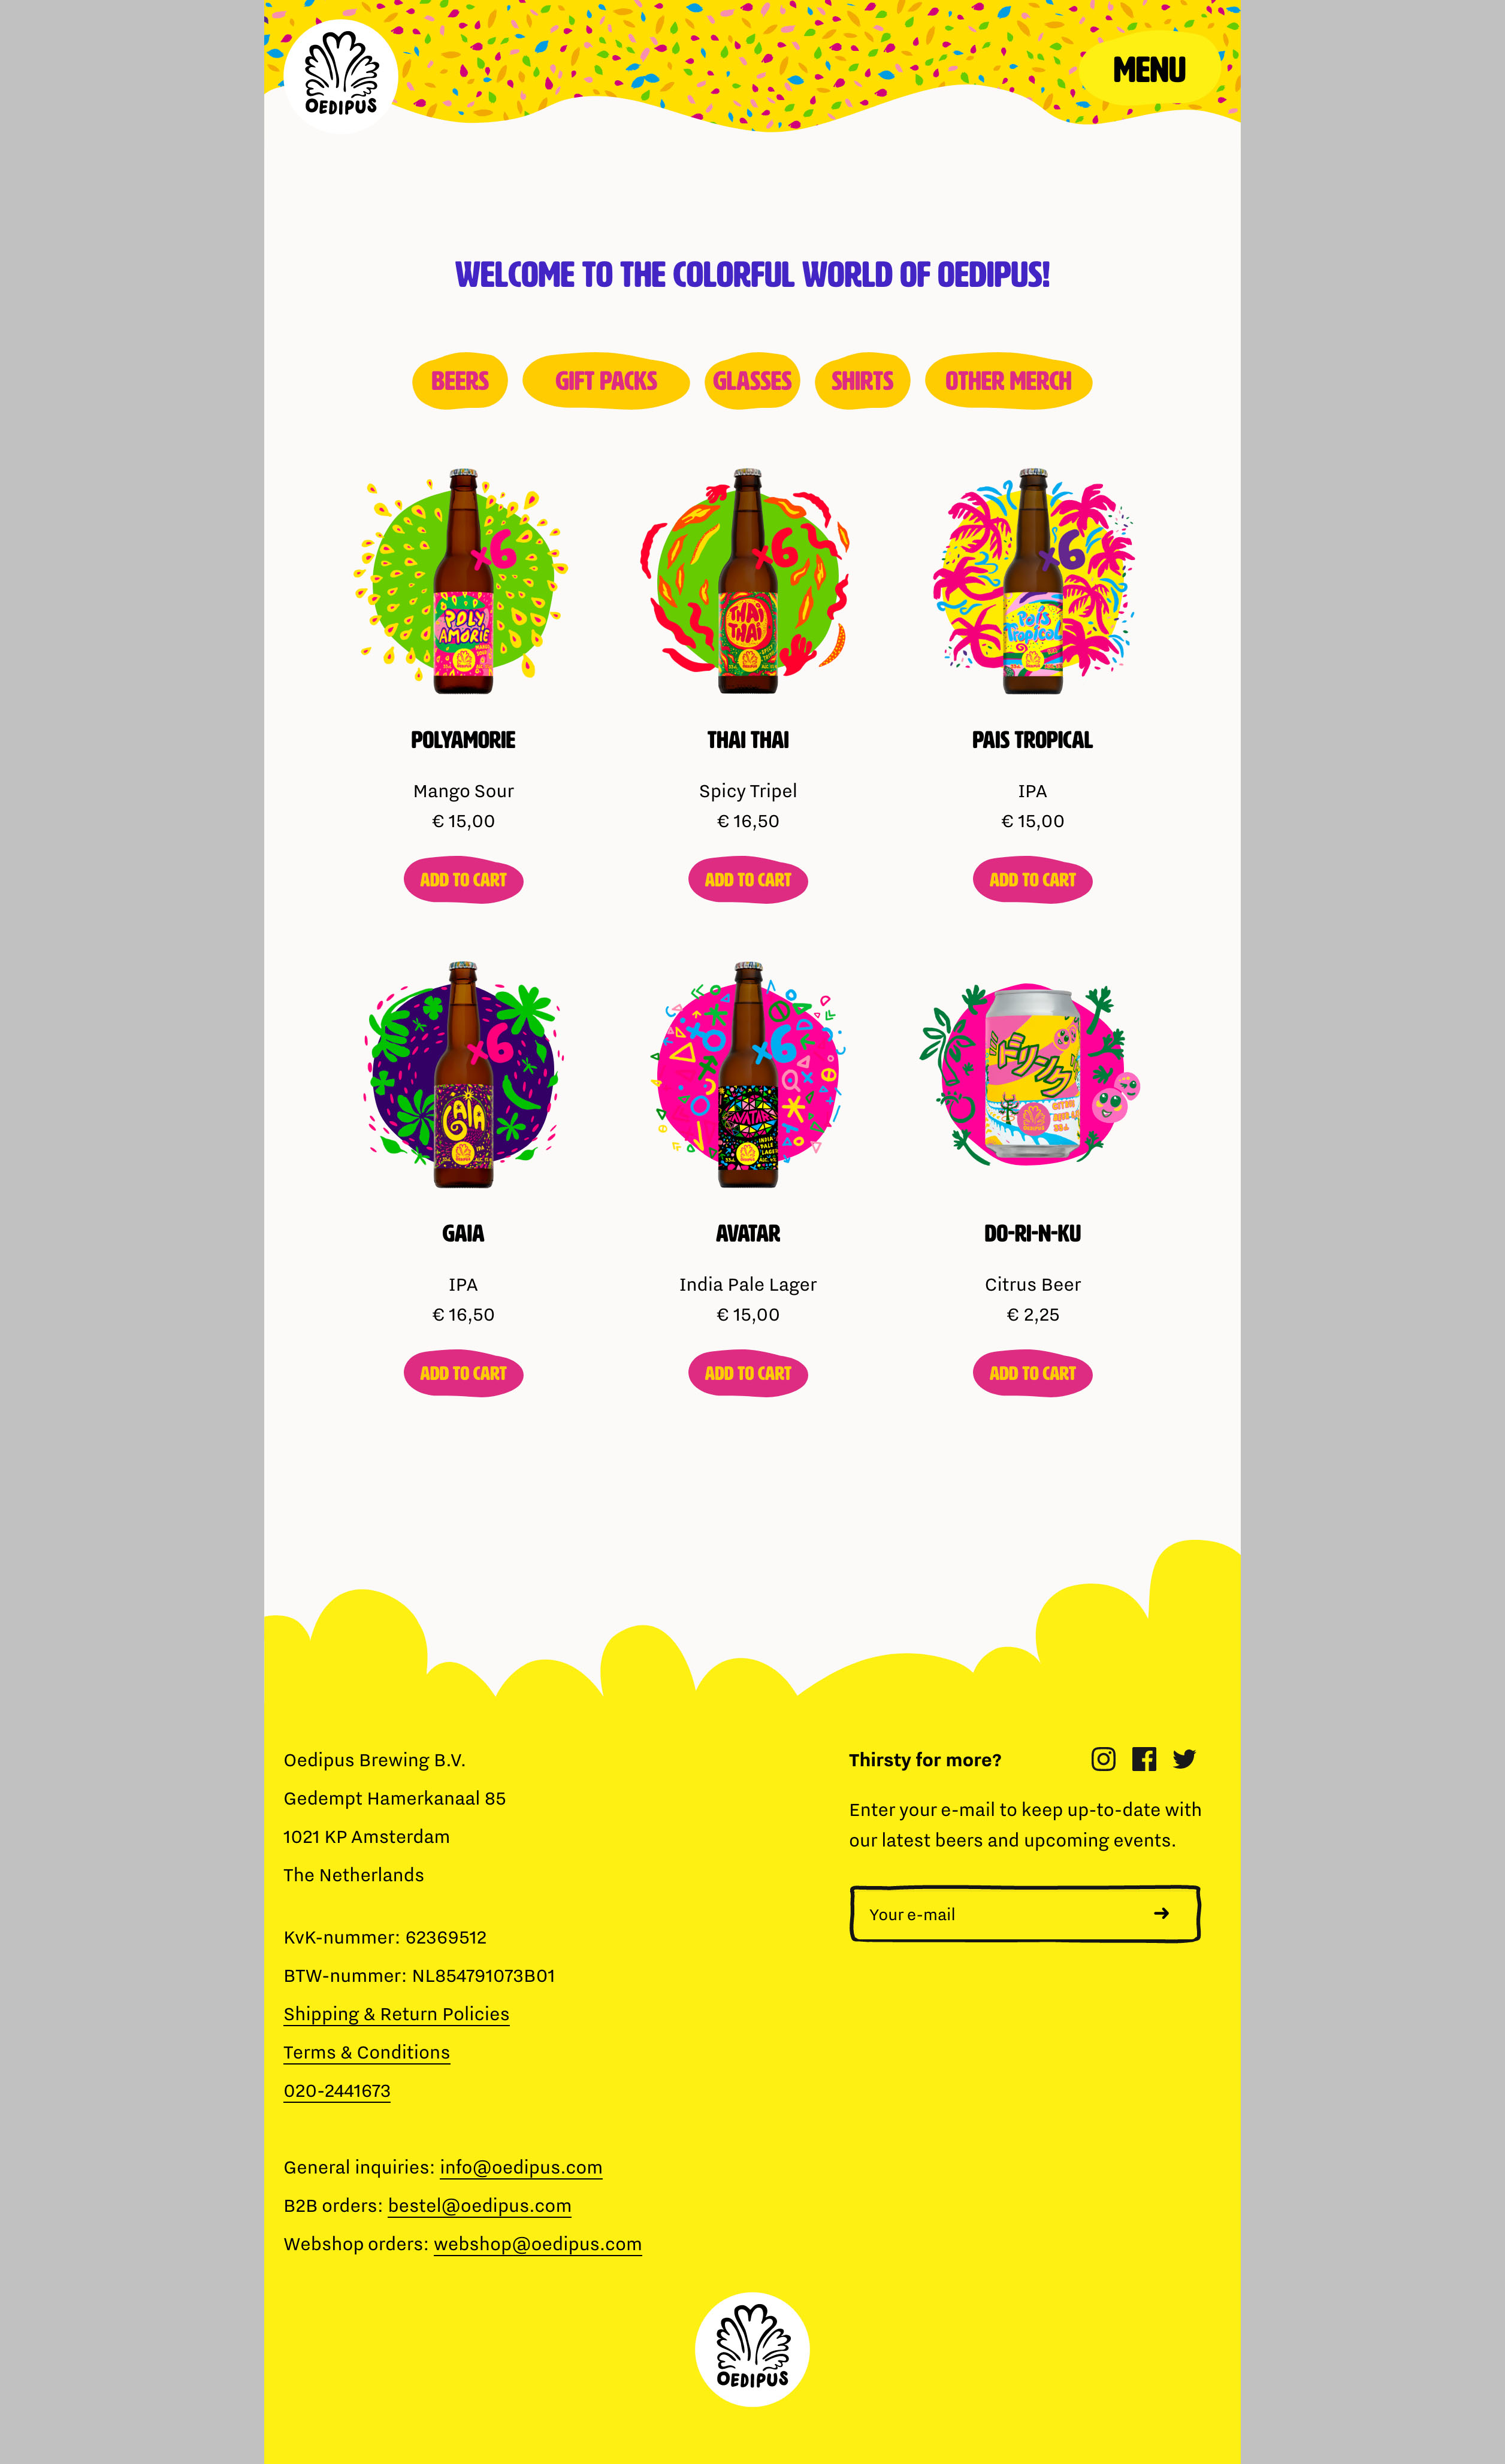 OEDIPUS
MENU
WELCOME TO THE COLORFUL WORLD OF OEDIPUS!
BEERS
GIFT PACKS
GLASSES
SHIRTS
OTHER MERCH
x6
POLY
AMORIE
MANGO
SOUR
x6
THAI
THAI
x6
País
Tropical
POLYAMORIE
THAI THAI
PAIS TROPICAL
Mango Sour
Spicy Tripel
IPA
€ 15,00
€ 16,50
€ 15,00
ADD TO CART
ADD TO CART
ADD TO CART
x6
GAIA
IPA
x6
AVATAR
INDIA
PALE
LAGER
ドリンク
OEDIPUS
GAIA
AVATAR
DO-RI-N-KU
IPA
India Pale Lager
Citrus Beer
€ 16,50
€ 15,00
€ 2,25
ADD TO CART
ADD TO CART
ADD TO CART
Oedipus Brewing B.V.
Gedempt Hamerkanaal 85
1021 KP Amsterdam
The Netherlands
KvK-nummer: 62369512
BTW-nummer: NL854791073B01
Shipping & Return Policies
Terms & Conditions
020-2441673
General inquiries: info@oedipus.com
B2B orders: bestel@oedipus.com
Webshop orders: webshop@oedipus.com
Thirsty for more?
Enter your e-mail to keep up-to-date with
our latest beers and upcoming events.
Your e-mail
OEDIPUS